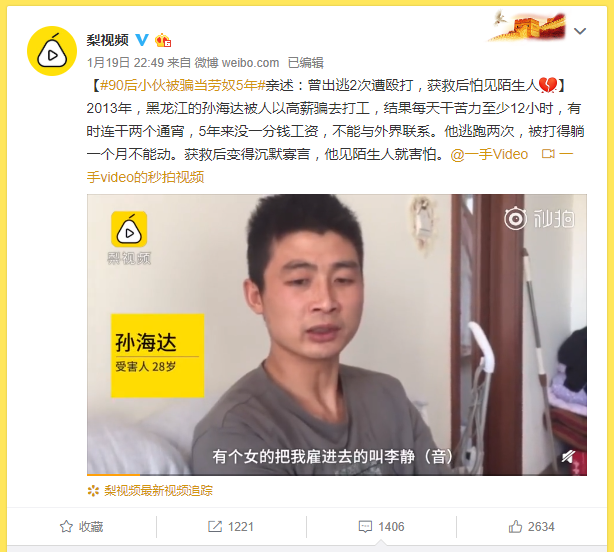 梨视频
1月19日 22:49 来自 微博 weibo.com 已编辑
【#90后小伙被骗当劳奴5年#亲述：曾出逃2次遭殴打，获救后怕见陌生人💔】
2013年，黑龙江的孙海达被人以高薪骗去打工，结果每天干苦力至少12小时，有
时连干两个通宵，5年来没一分钱工资，不能与外界联系。他逃跑两次，被打得躺
一个月不能动。获救后变得沉默寡言，他见陌生人就害怕。@一手Video 一
手video的秒拍视频
梨视频
秒拍
孙海达
受害人 28岁
有个女的把我雇进去的叫李静（音）
梨视频最新视频追踪
收藏
1221
1406
2634